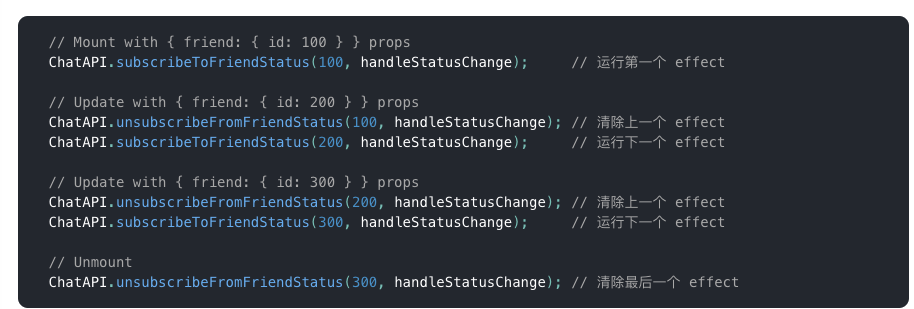 // Mount with { friend: { id: 100 } } props
ChatAPI.subscribeToFriendStatus(100, handleStatusChange);     // 运行第一个 effect
// Update with { friend: { id: 200 } } props
ChatAPI.unsubscribeFromFriendStatus(100, handleStatusChange); // 清除上一个 effect
ChatAPI.subscribeToFriendStatus(200, handleStatusChange);     // 运行下一个 effect
// Update with { friend: { id: 300 } } props
ChatAPI.unsubscribeFromFriendStatus(200, handleStatusChange); // 清除上一个 effect
ChatAPI.subscribeToFriendStatus(300, handleStatusChange);     // 运行下一个 effect
// Unmount
ChatAPI.unsubscribeFromFriendStatus(300, handleStatusChange); // 清除最后一个 effect